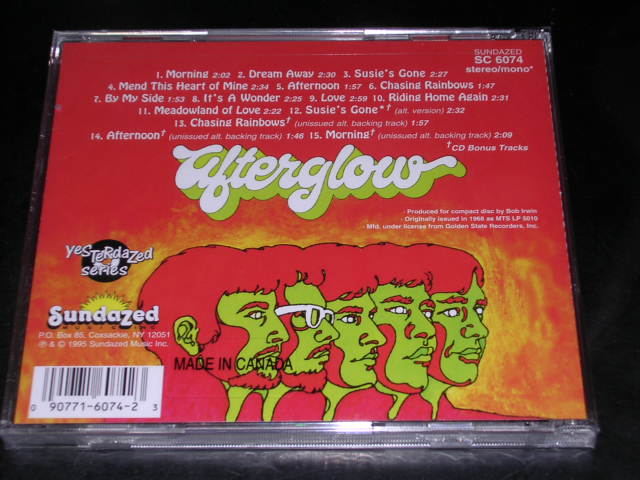 SUNDAZED
SC 6074
stereo/mono*
1. Morning 2:02 2. Dream Away 2:30 3. Susie's Gone 2:27
4. Mend This Heart of Mine 2:34 5. Afternoon 1:57 6. Chasing Rainbows 1:47
7. By My Side 1:53 8. It's A Wonder 2:25 9. Love 2:59 10. Riding Home Again 2:31
11. Meadowland of Love 2:22 12. Susie's Gone*† (alt. version) 2:32
13. Chasing Rainbows† (unissued alt. backing track) 1:57
14. Afternoon† (unissued alt. backing track) 1:46 15. Morning† (unissued alt. backing track) 2:09
†CD Bonus Tracks
afterglow
· Produced for compact disc by Bob Irwin
· Originally issued in 1968 as MTS LP 5010
· Mfd. under license from Golden State Recorders, Inc.
yesTeRdazed
series
Sundazed
P.O. Box 85, Coxsackie, NY 12051
℗ & © 1995 Sundazed Music Inc.
MADE IN CANADA
0 90771-6074-2 3